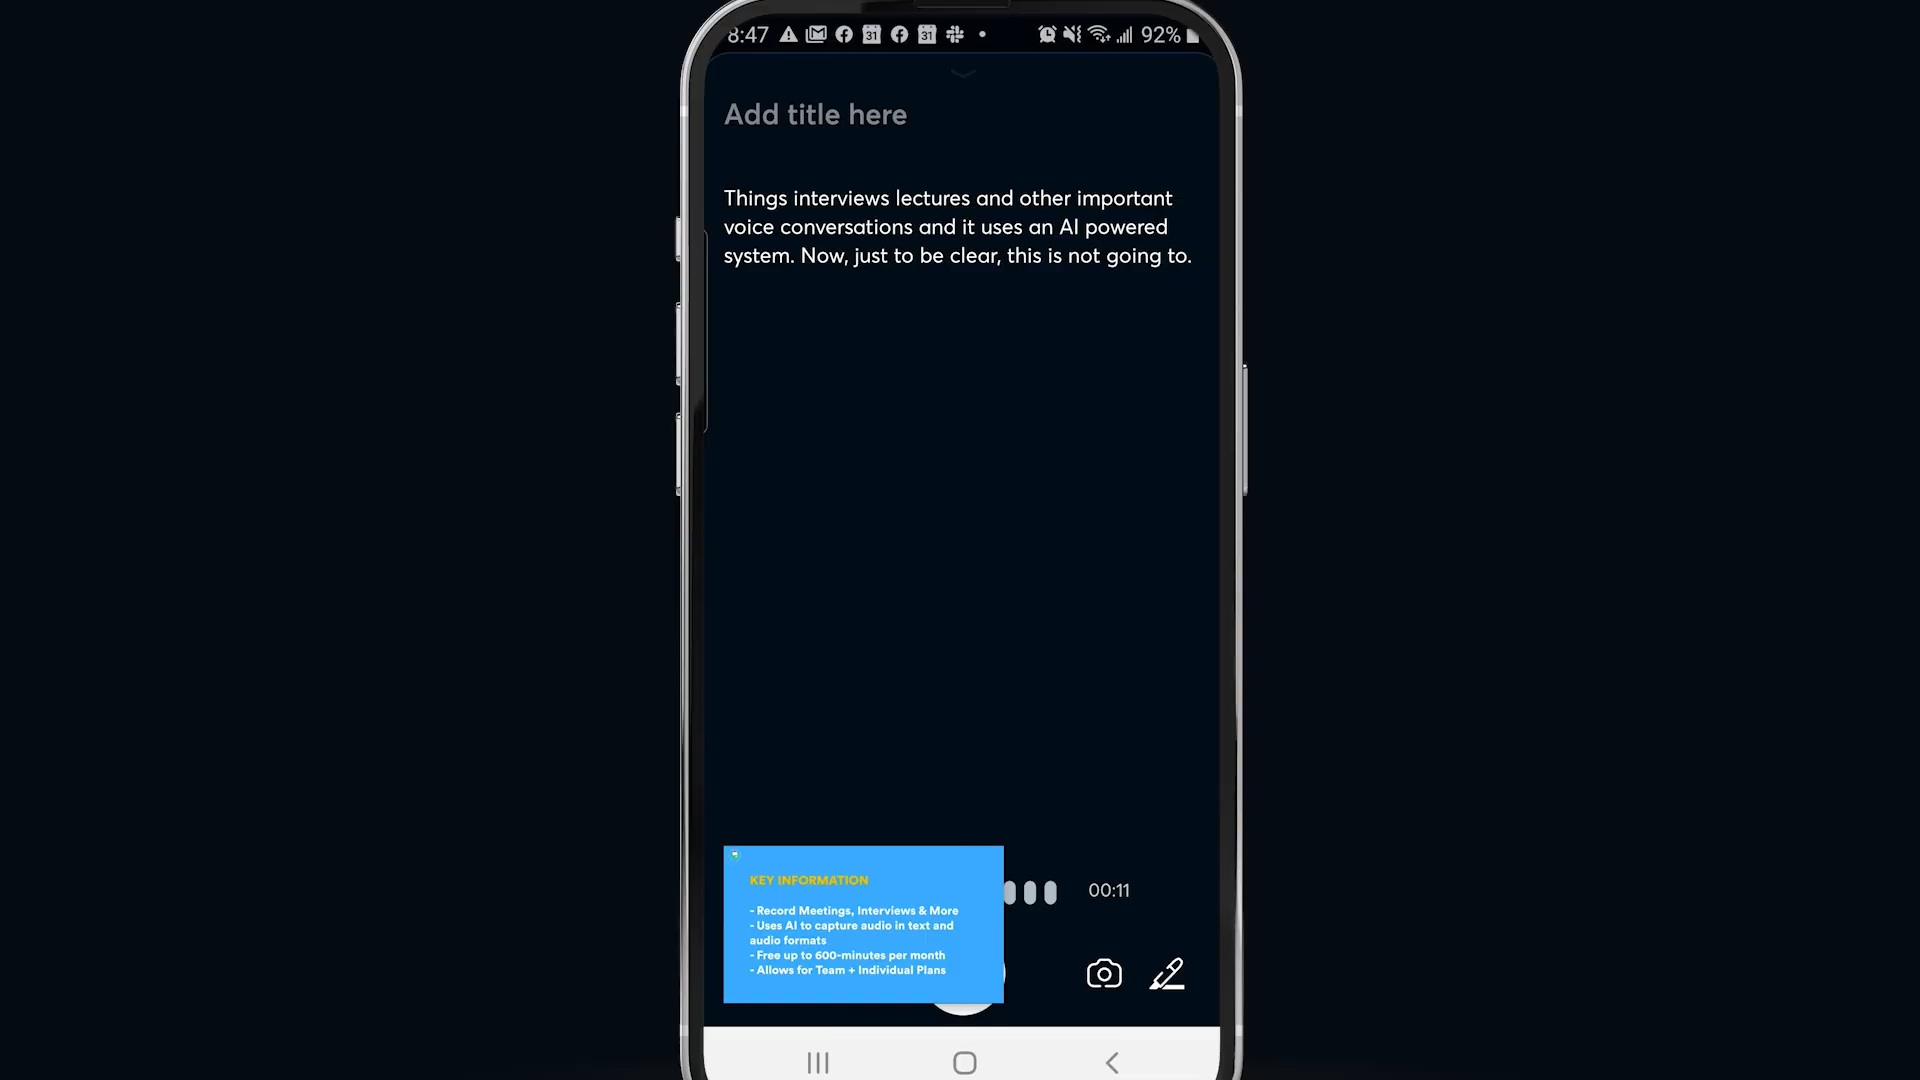 8:47 31 31 92%
Add title here
Things interviews lectures and other important
voice conversations and it uses an AI powered
system. Now, just to be clear, this is not going to.
KEY INFORMATION
- Record Meetings, Interviews & More
- Uses AI to capture audio in text and
audio formats
- Free up to 600-minutes per month
- Allows for Team + Individual Plans
00:11